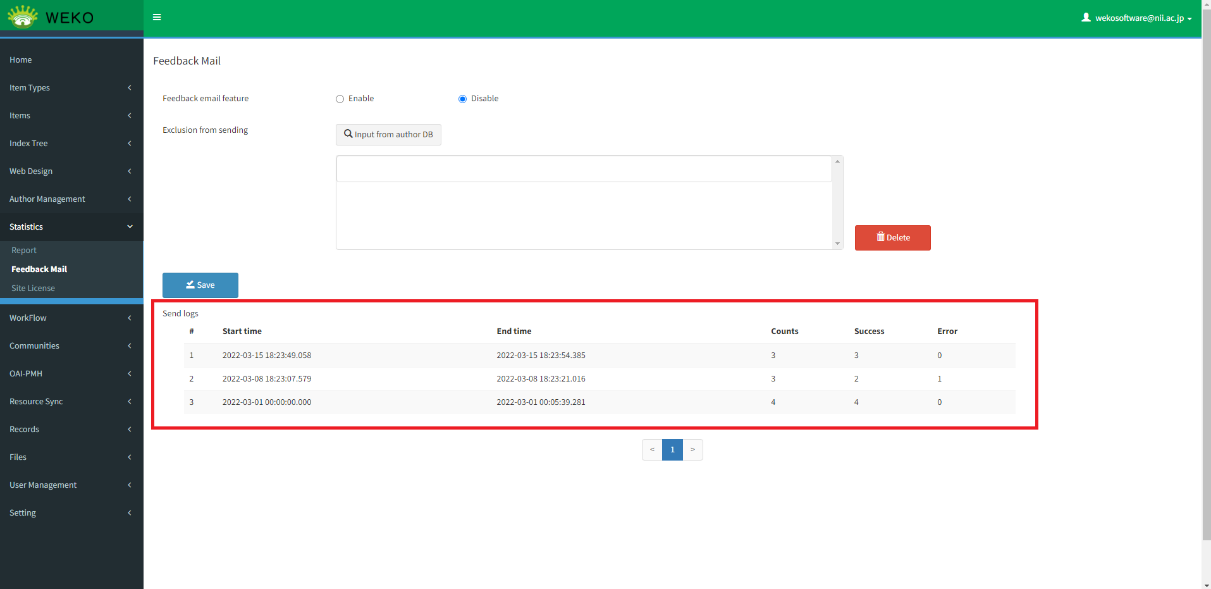 WEKO
wekosoftware@nii.ac.jp
Home
Item Types
Items
Index Tree
Web Design
Author Management
Statistics
Report
Feedback Mail
Site License
WorkFlow
Communities
OAI-PMH
Resource Sync
Records
Files
User Management
Setting
Feedback Mail
Feedback email feature Enable Disable
Exclusion from sending Input from author DB
Delete
Save
Send logs
# Start time End time Counts Success Error
1 2022-03-15 18:23:49.058 2022-03-15 18:23:54.385 3 3 0
2 2022-03-08 18:23:07.579 2022-03-08 18:23:21.016 3 2 1
3 2022-03-01 00:00:00.000 2022-03-01 00:05:39.281 4 4 0
< 1 >